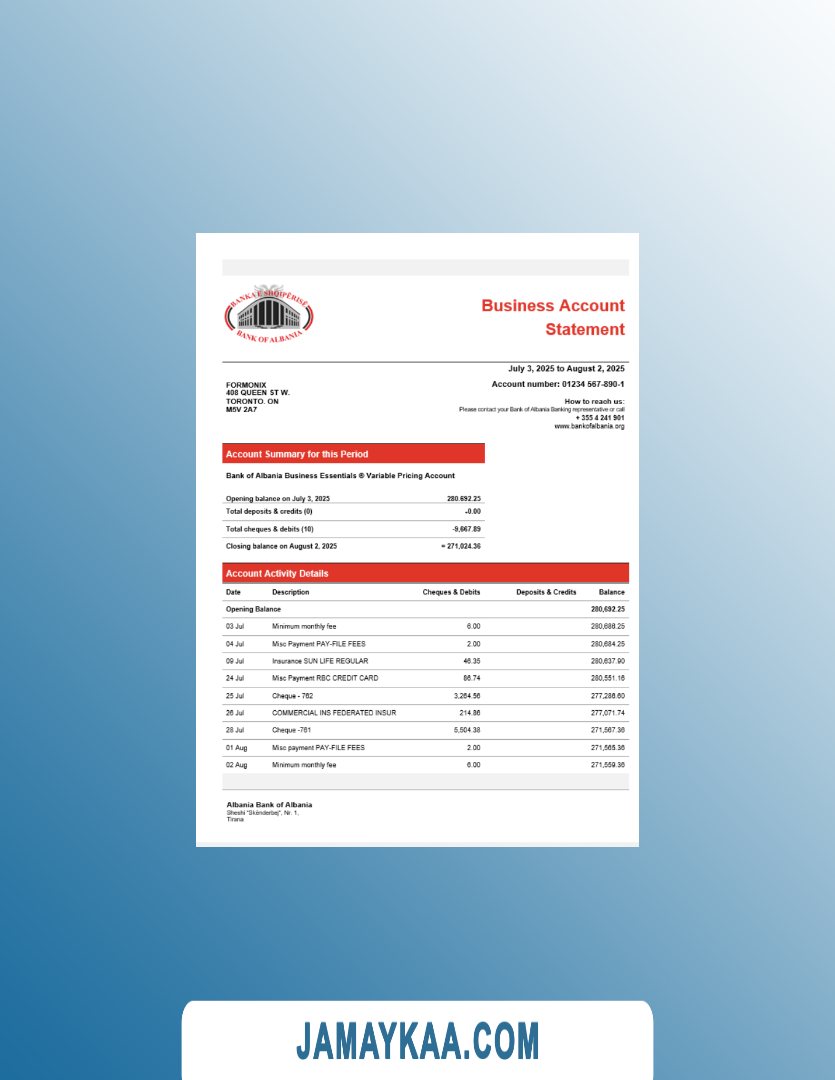 BANKA E SHQIPËRISË
BANK OF ALBANIA
Business Account
Statement
July 3, 2025 to August 2, 2025
Account number: 01234 567-890-1
FORMONIX
408 QUEEN ST W.
TORONTO. ON
M5V 2A7
How to reach us:
Please contact your Bank of Albania Banking representative or call
+ 355 4 241 901
www.bankofalbania.org
Account Summary for this Period
Bank of Albania Business Essentials ® Variable Pricing Account
Opening balance on July 3, 2025 280.692.25
Total deposits & credits (0) -0.00
Total cheques & debits (10) -9,667.89
Closing balance on August 2, 2025 = 271,024.36
Account Activity Details
Date Description Cheques & Debits Deposits & Credits Balance
Opening Balance 280,692.25
03 Jul Minimum monthly fee 6.00 280,686.25
04 Jul Misc Payment PAY-FILE FEES 2.00 280,684.25
09 Jul Insurance SUN LIFE REGULAR 46.35 280,637.90
24 Jul Misc Payment RBC CREDIT CARD 86.74 280,551.16
25 Jul Cheque - 762 3,264.56 277,286.60
26 Jul COMMERCIAL INS FEDERATED INSUR 214.86 277,071.74
28 Jul Cheque -761 5,504.38 271,567.36
01 Aug Misc payment PAY-FILE FEES 2.00 271,565.36
02 Aug Minimum monthly fee 6.00 271,559.36
Albania Bank of Albania
Sheshi "Skënderbej", Nr. 1,
Tirana
JAMAYKAA.COM